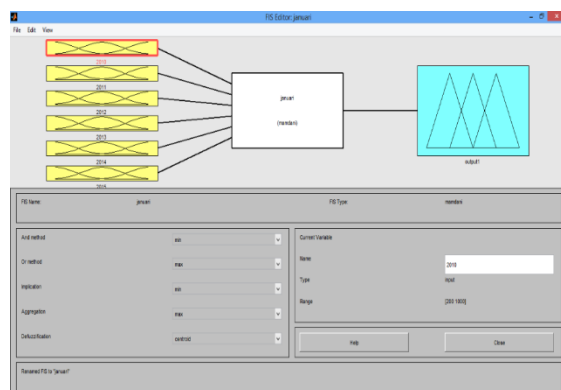 FIS Editor: januari
File Edit View
2010
2011
2012
2013
2014
2015
januari
(mamdani)
output1
FIS Name: januari
FIS Type: mamdani
And method min
Or method max
Implication min
Aggregation max
Defuzzification centroid
Current Variable
Name 2010
Type input
Range
Help Close
Renamed FIS to "januari"